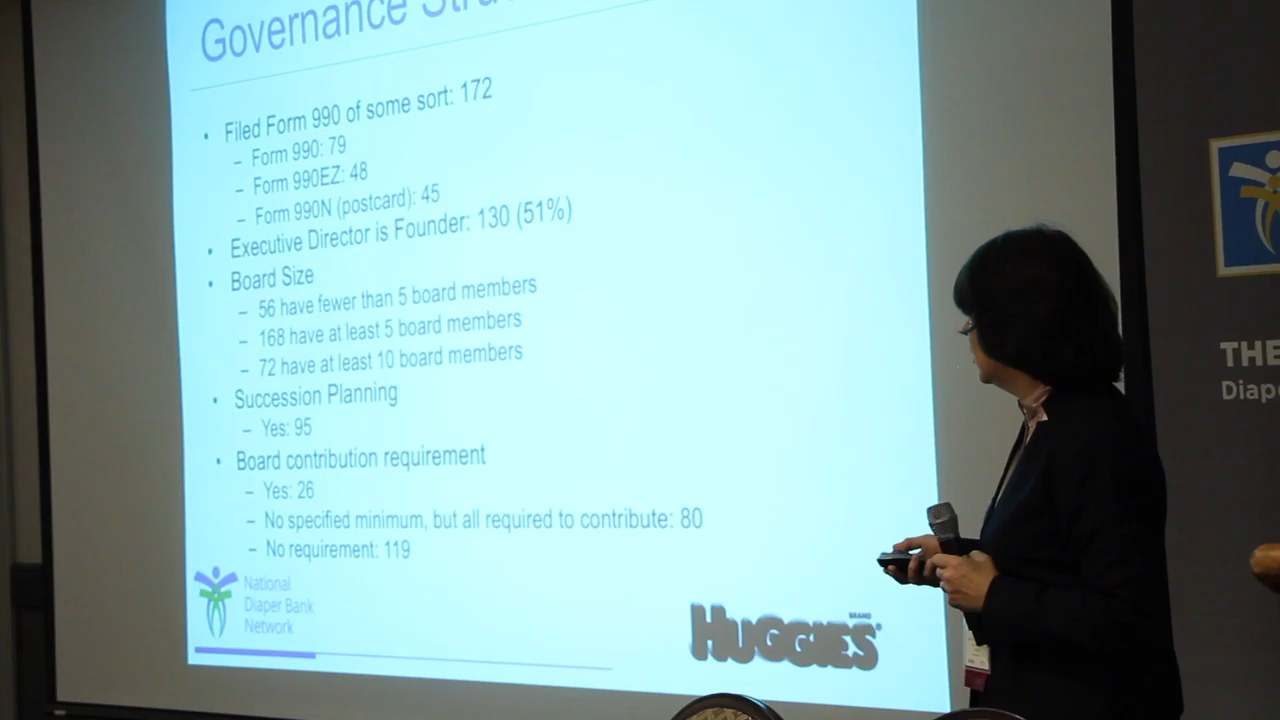 Governance
• Filed Form 990 of some sort: 172
– Form 990: 79
– Form 990EZ: 48
– Form 990N (postcard): 45
• Executive Director is Founder: 130 (51%)
• Board Size
– 56 have fewer than 5 board members
– 168 have at least 5 board members
– 72 have at least 10 board members
• Succession Planning
– Yes: 95
• Board contribution requirement
– Yes: 26
– No specified minimum, but all required to contribute: 80
– No requirement: 119
National
Diaper Bank
Network
BRAND
HUGGIES®
THE
Diap